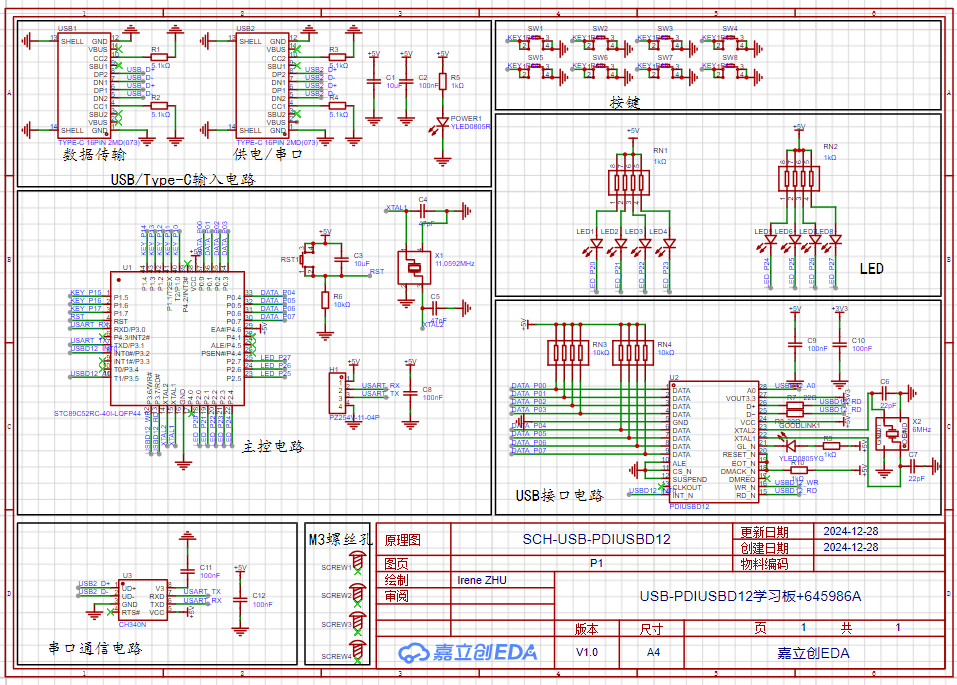 USB1
USB2
SHELL GND
VBUS
CC2
SBU1
DP2
DN1
DP1
DN2
CC1
SBU2
VBUS
SHELL GND
TYPE-C 16PIN 2MD(073)
R1
5.1kΩ
R2
5.1kΩ
USB_D+
USB_D-
USB_D+
USB_D-
数据传输
SHELL GND
VBUS
CC2
SBU1
DP2
DN1
DP1
DN2
CC1
SBU2
VBUS
SHELL GND
TYPE-C 16PIN 2MD(073)
R3
5.1kΩ
R4
5.1kΩ
USB2_D+
USB2_D-
USB2_D+
USB2_D-
供电/串口
+5V
+5V
+5V
C1
10uF
C2
100nF
R5
1kΩ
POWER1
YLED0805R
USB/Type-C输入电路
SW1
SW2
SW3
SW4
SW5
SW6
SW7
SW8
按键
+5V
RN1
1kΩ
LED1
LED2
LED3
LED4
LED_P20
LED_P21
LED_P22
LED_P23
+5V
RN2
1kΩ
LED5
LED6
LED7
LED8
LED_P24
LED_P25
LED_P26
LED_P27
LED
XTAL1
C4
47pF
X1
11.0592MHz
C5
47pF
XTAL2
+5V
RST1
C3
10uF
RST
R6
10kΩ
U1
KEY_P15
KEY_P16
KEY_P17
RST
USART_RX
USART_TX
USBD12_INT
USBD12_A0
P1.5
P1.6
P1.7
RST
RXD/P3.0
P4.3/INT2#
TXD/P3.1
INT0#/P3.2
INT1#/P3.3
T0/P3.4
T1/P3.5
P0.4
P0.5
P0.6
P0.7
EA#/P4.6
P4.1
ALE/P4.5
PSEN#/P4.4
P2.7
P2.6
P2.5
DATA_P04
DATA_P05
DATA_P06
DATA_P07
LED_P27
LED_P26
LED_P25
STC89C52RC-40I-LQFP44
主控电路
H1
+5V
USART_RX
USART_TX
PZ254V-11-04P
+5V
C8
100nF
+5V
RN3
10kΩ
RN4
10kΩ
+5V
C9
100nF
+3V3
C10
100nF
U2
DATA_P00
DATA_P01
DATA_P02
DATA_P03
DATA_P04
DATA_P05
DATA_P06
DATA_P07
USBD12_INT
DATA
DATA
DATA
DATA
GND
DATA
DATA
DATA
DATA
ALE
CS_N
SUSPEND
CLKOUT
INT_N
A0
VOUT3.3
D+
D-
VCC
XTAL2
XTAL1
GL_N
RESET_N
EOT_N
DMACK_N
DMREQ
WR_N
RD_N
PDIUSBD12
USBD12_A0
R7 22Ω
GOODLINK1
YLED0805YG
R9
1kΩ
R10
1kΩ
USBD12_WR
USBD12_RD
C6
22pF
X2
6MHz
C7
22pF
USB接口电路
U3
USB2_D+
USB2_D-
UD+
UD-
GND
RTS#
V3
RXD
TXD
VCC
CH340N
USART_TX
USART_RX
+5V
C11
100nF
+5V
C12
100nF
串口通信电路
M3螺丝孔
SCREW1
SCREW2
SCREW3
SCREW4
原理图
SCH-USB-PDIUSBD12
更新日期
2024-12-28
创建日期
2024-12-28
图页
P1
物料编码
绘制
Irene ZHU
审阅
USB-PDIUSBD12学习板+645986A
版本
尺寸
页
1
共
1
V1.0
A4
嘉立创EDA
嘉立创EDA